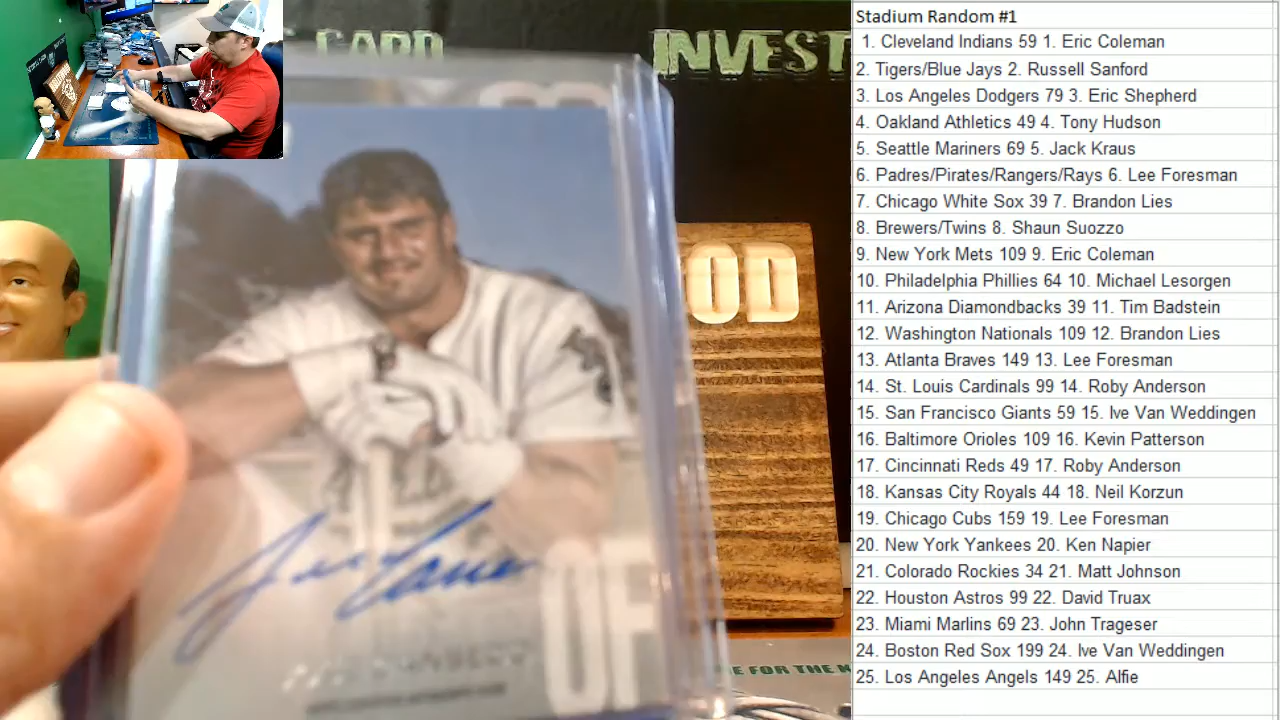 CARD INVEST
OD
OF
E FOR THE N
Stadium Random #1
1. Cleveland Indians 59 1. Eric Coleman
2. Tigers/Blue Jays 2. Russell Sanford
3. Los Angeles Dodgers 79 3. Eric Shepherd
4. Oakland Athletics 49 4. Tony Hudson
5. Seattle Mariners 69 5. Jack Kraus
6. Padres/Pirates/Rangers/Rays 6. Lee Foresman
7. Chicago White Sox 39 7. Brandon Lies
8. Brewers/Twins 8. Shaun Suozzo
9. New York Mets 109 9. Eric Coleman
10. Philadelphia Phillies 64 10. Michael Lesorgen
11. Arizona Diamondbacks 39 11. Tim Badstein
12. Washington Nationals 109 12. Brandon Lies
13. Atlanta Braves 149 13. Lee Foresman
14. St. Louis Cardinals 99 14. Roby Anderson
15. San Francisco Giants 59 15. Ive Van Weddingen
16. Baltimore Orioles 109 16. Kevin Patterson
17. Cincinnati Reds 49 17. Roby Anderson
18. Kansas City Royals 44 18. Neil Korzun
19. Chicago Cubs 159 19. Lee Foresman
20. New York Yankees 20. Ken Napier
21. Colorado Rockies 34 21. Matt Johnson
22. Houston Astros 99 22. David Truax
23. Miami Marlins 69 23. John Trageser
24. Boston Red Sox 199 24. Ive Van Weddingen
25. Los Angeles Angels 149 25. Alfie